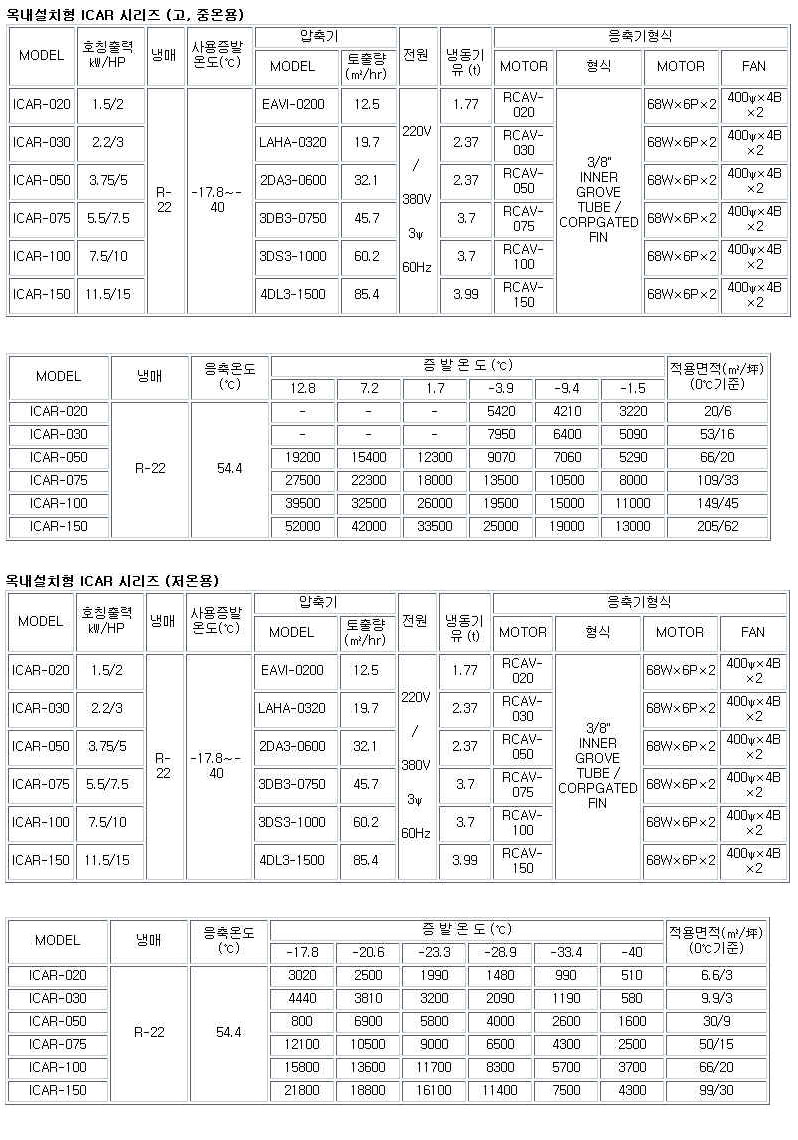 옥내설치형 ICAR 시리즈 (고, 중온용)
MODEL 호칭출력 ㎾/HP 냉매 사용증발온도(℃) 압축기 전원 냉동기유 (ℓ) 응축기형식
MODEL 토출량 (㎥/hr) MOTOR 형식 MOTOR FAN
ICAR-020 1.5/2 R-22 -17.8~-40 EAVI-0200 12.5 220V / 380V 3ψ 60Hz 1.77 RCAV-020 3/8" INNER GROVE TUBE / CORPGATED FIN 68W×6P×2 400ψ×4B×2
ICAR-030 2.2/3 LAHA-0320 19.7 2.37 RCAV-030 68W×6P×2 400ψ×4B×2
ICAR-050 3.75/5 2DA3-0600 32.1 2.37 RCAV-050 68W×6P×2 400ψ×4B×2
ICAR-075 5.5/7.5 3DB3-0750 45.7 3.7 RCAV-075 68W×6P×2 400ψ×4B×2
ICAR-100 7.5/10 3DS3-1000 60.2 3.7 RCAV-100 68W×6P×2 400ψ×4B×2
ICAR-150 11.5/15 4DL3-1500 85.4 3.99 RCAV-150 68W×6P×2 400ψ×4B×2
MODEL 냉매 응축온도 (℃) 증 발 온 도 (℃) 적용면적(㎡/坪) (0℃기준)
12.8 7.2 1.7 -3.9 -9.4 -1.5
ICAR-020 R-22 54.4 - - - 5420 4210 3220 20/6
ICAR-030 - - - 7950 6400 5090 53/16
ICAR-050 19200 15400 12300 9070 7060 5290 66/20
ICAR-075 27500 22300 18000 13500 10500 8000 109/33
ICAR-100 39500 32500 26000 19500 15000 11000 149/45
ICAR-150 52000 42000 33500 25000 19000 13000 205/62
옥내설치형 ICAR 시리즈 (저온용)
MODEL 호칭출력 ㎾/HP 냉매 사용증발온도(℃) 압축기 전원 냉동기유 (ℓ) 응축기형식
MODEL 토출량 (㎥/hr) MOTOR 형식 MOTOR FAN
ICAR-020 1.5/2 R-22 -17.8~-40 EAVI-0200 12.5 220V / 380V 3ψ 60Hz 1.77 RCAV-020 3/8" INNER GROVE TUBE / CORPGATED FIN 68W×6P×2 400ψ×4B×2
ICAR-030 2.2/3 LAHA-0320 19.7 2.37 RCAV-030 68W×6P×2 400ψ×4B×2
ICAR-050 3.75/5 2DA3-0600 32.1 2.37 RCAV-050 68W×6P×2 400ψ×4B×2
ICAR-075 5.5/7.5 3DB3-0750 45.7 3.7 RCAV-075 68W×6P×2 400ψ×4B×2
ICAR-100 7.5/10 3DS3-1000 60.2 3.7 RCAV-100 68W×6P×2 400ψ×4B×2
ICAR-150 11.5/15 4DL3-1500 85.4 3.99 RCAV-150 68W×6P×2 400ψ×4B×2
MODEL 냉매 응축온도 (℃) 증 발 온 도 (℃) 적용면적(㎡/坪) (0℃기준)
-17.8 -20.6 -23.3 -28.9 -33.4 -40
ICAR-020 R-22 54.4 3020 2500 1990 1480 990 510 6.6/3
ICAR-030 4440 3810 3200 2090 1190 580 9.9/3
ICAR-050 800 6900 5800 4000 2600 1600 30/9
ICAR-075 12100 10500 9000 6500 4300 2500 50/15
ICAR-100 15800 13600 11700 8300 5700 3700 66/20
ICAR-150 21800 18800 16100 11400 7500 4300 99/30